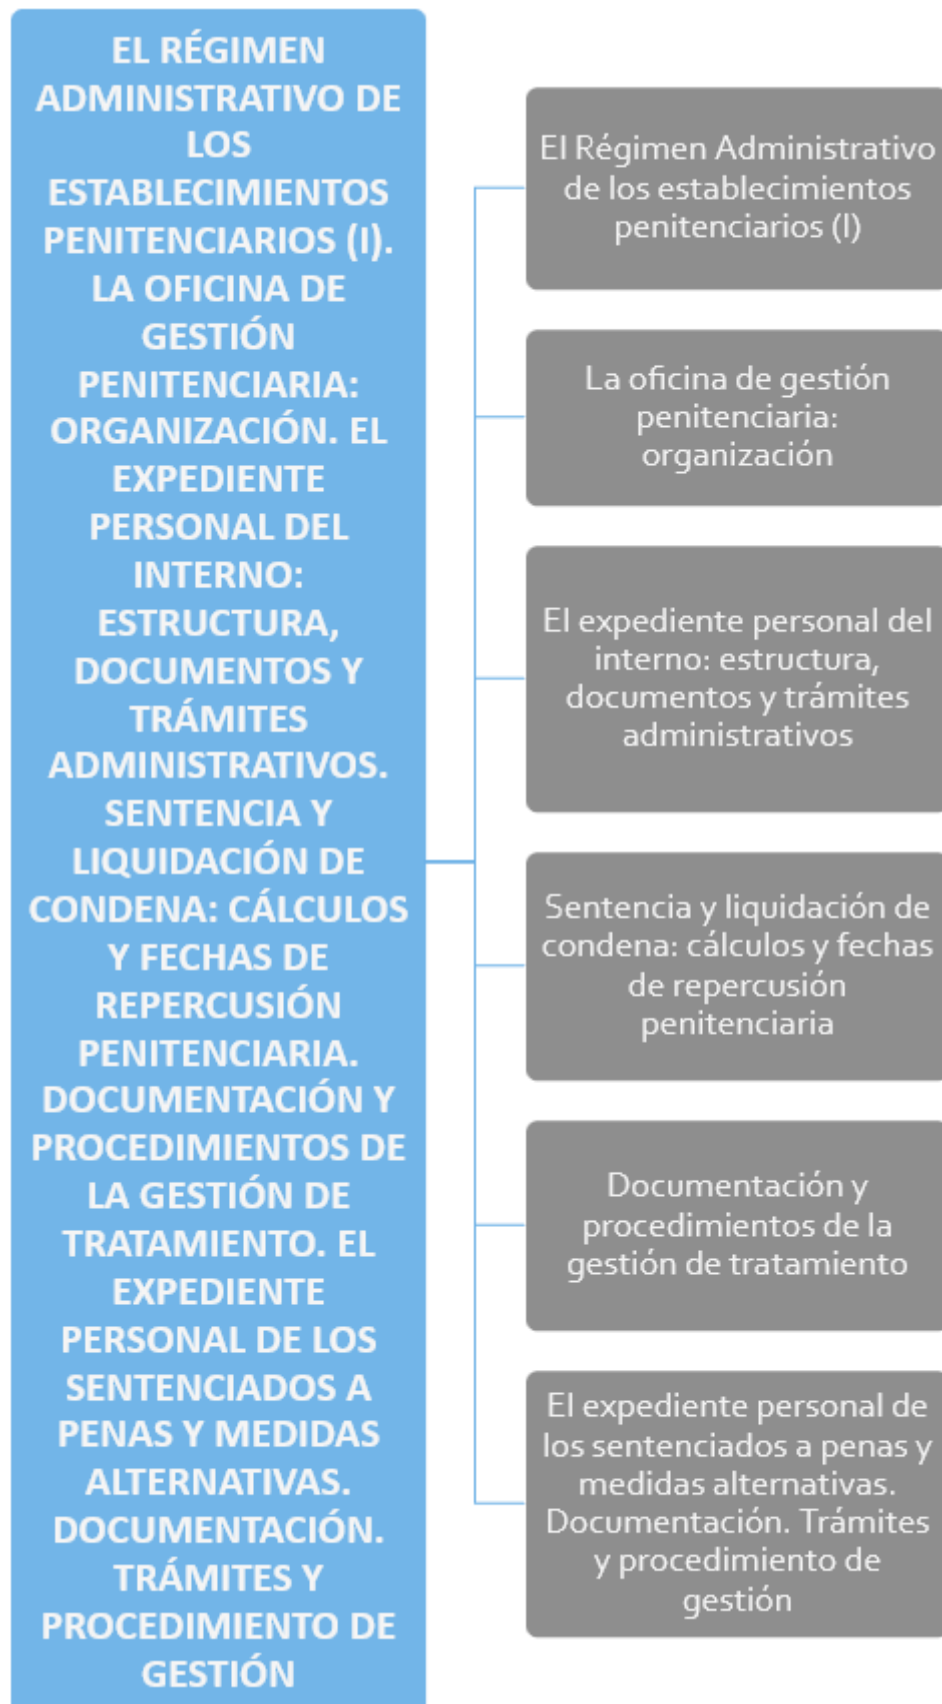 EL RÉGIMEN
ADMINISTRATIVO DE
LOS
ESTABLECIMIENTOS
PENITENCIARIOS (I).
LA OFICINA DE
GESTIÓN
PENITENCIARIA:
ORGANIZACIÓN. EL
EXPEDIENTE
PERSONAL DEL
INTERNO:
ESTRUCTURA,
DOCUMENTOS Y
TRÁMITES
ADMINISTRATIVOS.
SENTENCIA Y
LIQUIDACIÓN DE
CONDENA: CÁLCULOS
Y FECHAS DE
REPERCUSIÓN
PENITENCIARIA.
DOCUMENTACIÓN Y
PROCEDIMIENTOS DE
LA GESTIÓN DE
TRATAMIENTO. EL
EXPEDIENTE
PERSONAL DE LOS
SENTENCIADOS A
PENAS Y MEDIDAS
ALTERNATIVAS.
DOCUMENTACIÓN.
TRÁMITES Y
PROCEDIMIENTO DE
GESTIÓN
El Régimen Administrativo
de los establecimientos
penitenciarios (I)
La oficina de gestión
penitenciaria:
organización
El expediente personal del
interno: estructura,
documentos y trámites
administrativos
Sentencia y liquidación de
condena: cálculos y fechas
de repercusión
penitenciaria
Documentación y
procedimientos de la
gestión de tratamiento
El expediente personal de
los sentenciados a penas y
medidas alternativas.
Documentación. Trámites
y procedimiento de
gestión